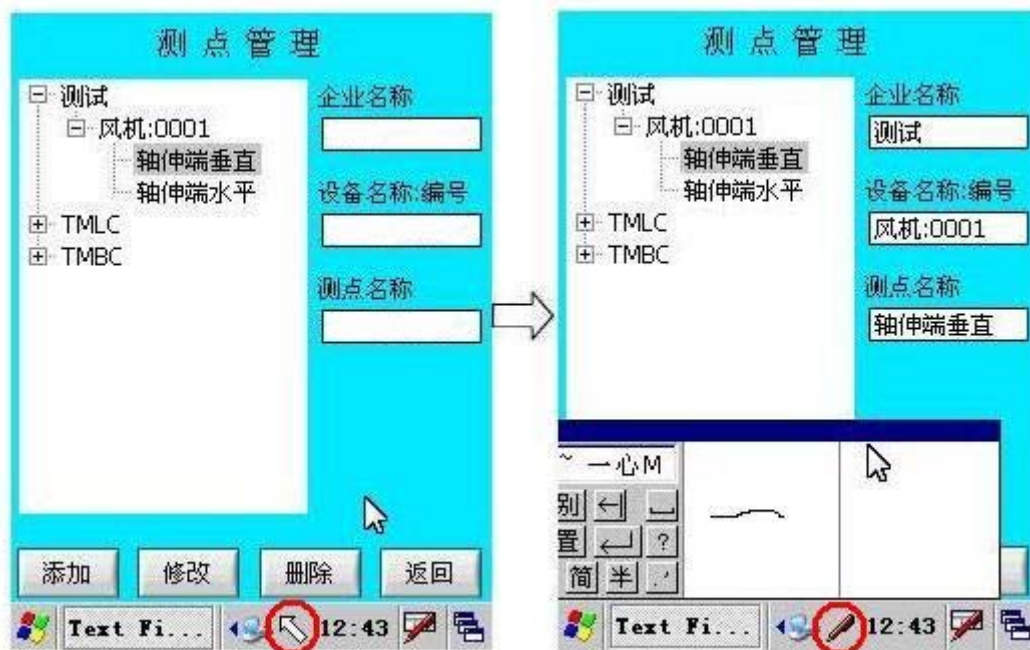 测点管理
测试
风机:0001
轴伸端垂直
轴伸端水平
TMLC
TMBC
企业名称
设备名称:编号
测点名称
添加
修改
删除
返回
Text Fi...
12:43
测点管理
测试
风机:0001
轴伸端垂直
轴伸端水平
TMLC
TMBC
企业名称
测试
设备名称:编号
风机:0001
测点名称
轴伸端垂直
~ 一心M
别
置 ?
简 半 .,
Text Fi...
12:43